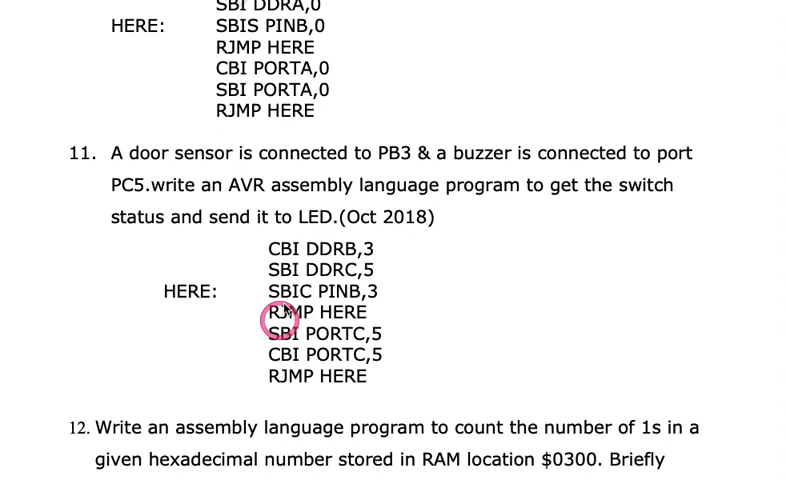 SBI DDRA,0
HERE: SBIS PINB,0
RJMP HERE
CBI PORTA,0
SBI PORTA,0
RJMP HERE
11. A door sensor is connected to PB3 & a buzzer is connected to port
PC5.write an AVR assembly language program to get the switch
status and send it to LED.(Oct 2018)
CBI DDRB,3
SBI DDRC,5
HERE: SBIC PINB,3
RJMP HERE
SBI PORTC,5
CBI PORTC,5
RJMP HERE
12. Write an assembly language program to count the number of 1s in a
given hexadecimal number stored in RAM location $0300. Briefly